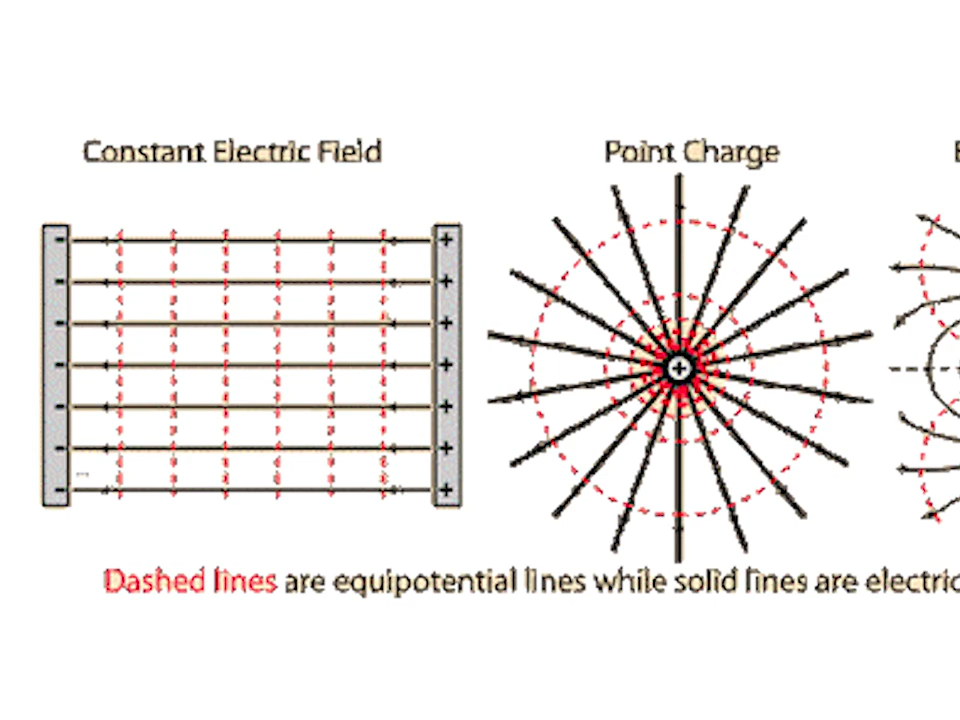 Constant Electric Field
Point Charge
Dashed lines are equipotential lines while solid lines are electric